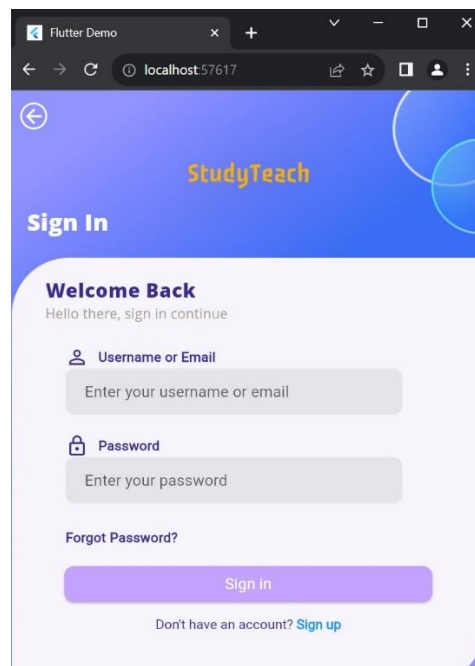 Flutter Demo
localhost:57617
StudyTeach
Sign In
Welcome Back
Hello there, sign in continue
Username or Email
Enter your username or email
Password
Enter your password
Forgot Password?
Sign in
Don't have an account? Sign up